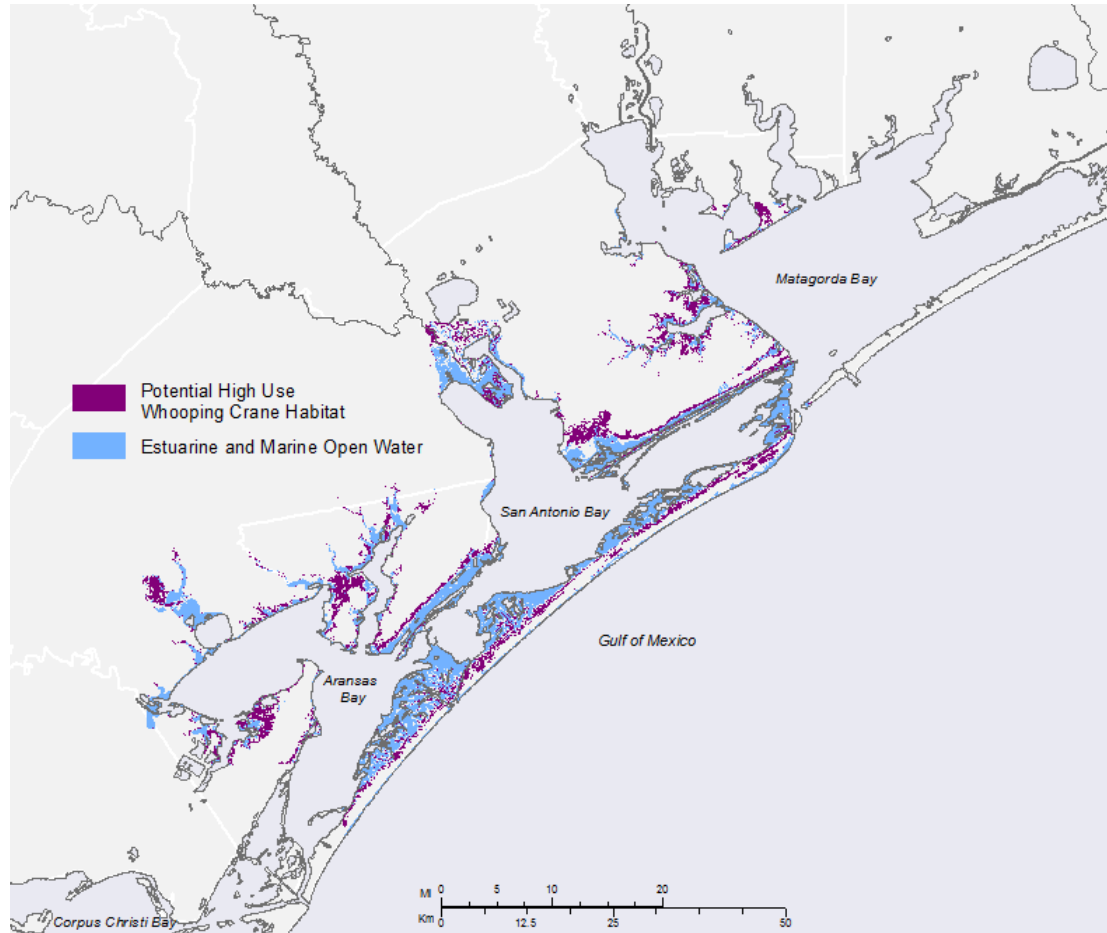 Matagorda Bay
Potential High Use
Whooping Crane Habitat
Estuarine and Marine Open Water
San Antonio Bay
Gulf of Mexico
Aransas
Bay
MI 0 5 10 20
Km 0 12.5 25 50
Corpus Christi Bay